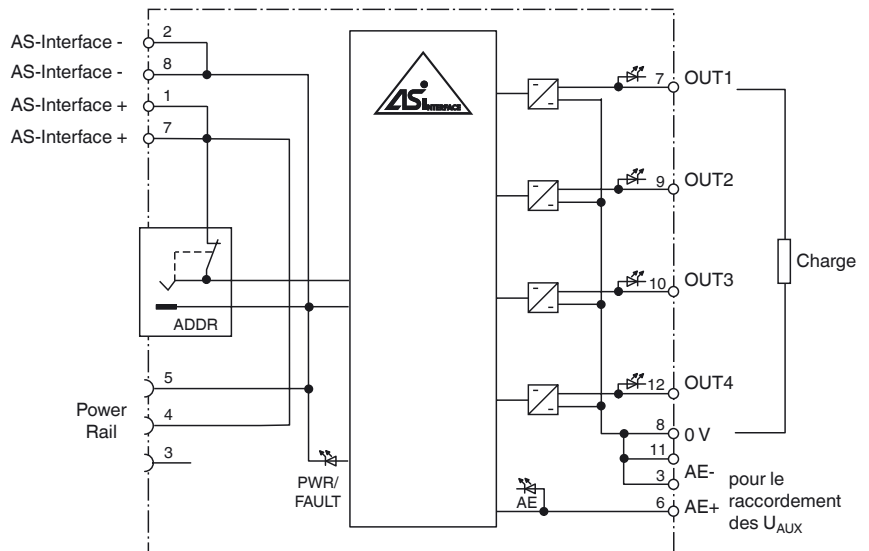 AS-Interface - 2
AS-Interface - 8
AS-Interface + 1
AS-Interface + 7
ASI INTERFACE
7 OUT1
9 OUT2
10 OUT3
12 OUT4
Charge
ADDR
Power
Rail
5
4
3
PWR/
FAULT
AE
8 0 V
11
3 AE-
6 AE+
pour le
raccordement
des UAUX